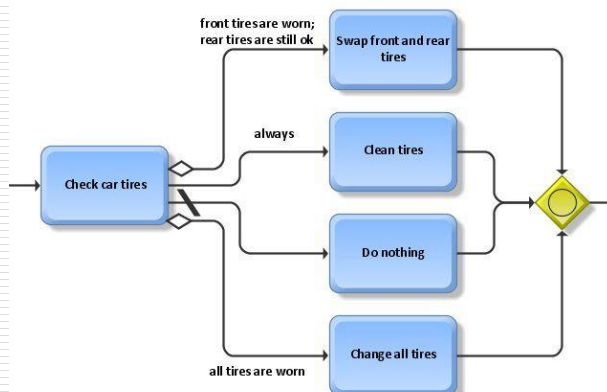 front tires are worn;
rear tires are still ok
Swap front and rear
tires
always
Clean tires
Check car tires
Do nothing
all tires are worn
Change all tires